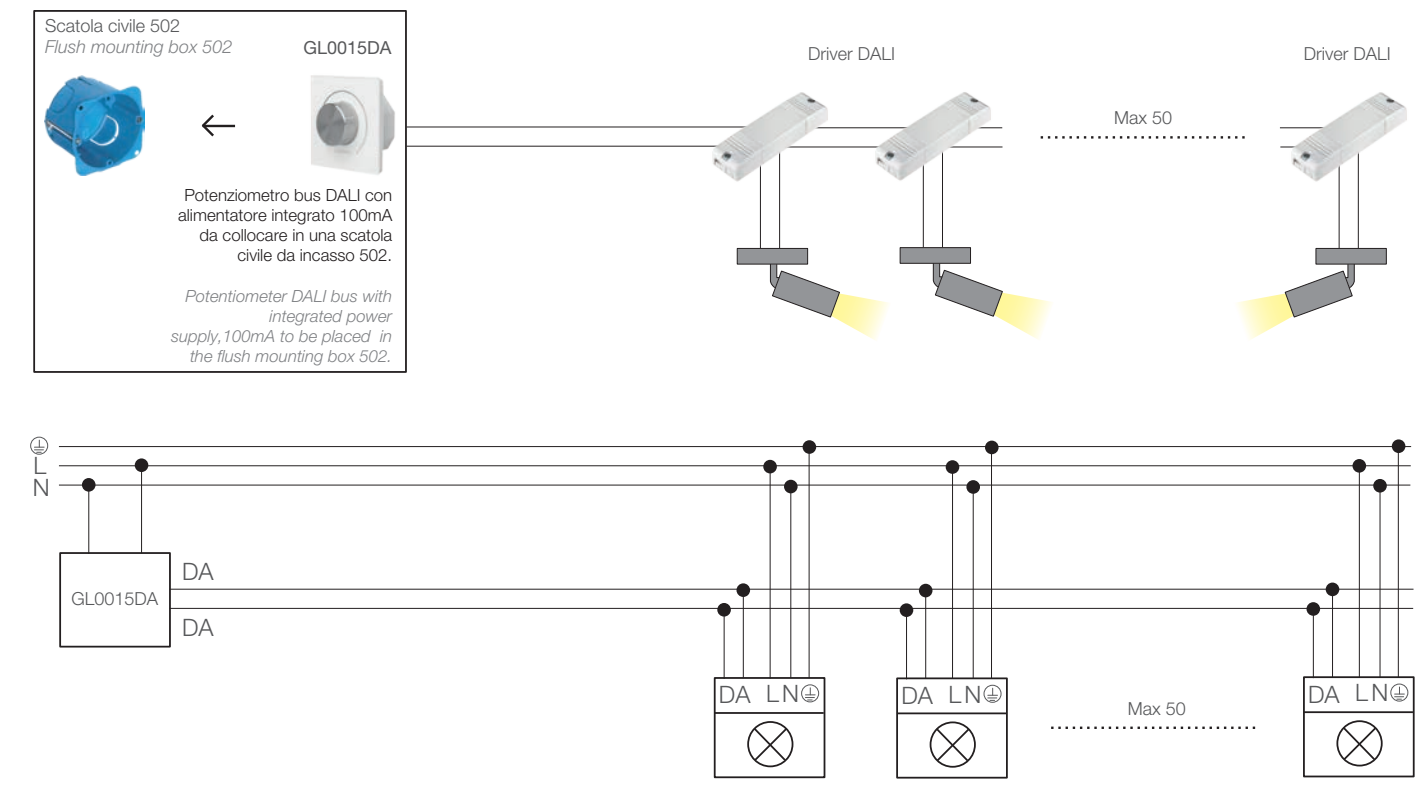 Scatola civile 502
Flush mounting box 502
GL0015DA
Potenziometro bus DALI con
alimentatore integrato 100mA
da collocare in una scatola
civile da incasso 502.
Potentiometer DALI bus with
integrated power
supply,100mA to be placed in
the flush mounting box 502.
Driver DALI
Driver DALI
Max 50
L
N
GL0015DA
DA
DA
DA LN
DA LN
Max 50
DA LN